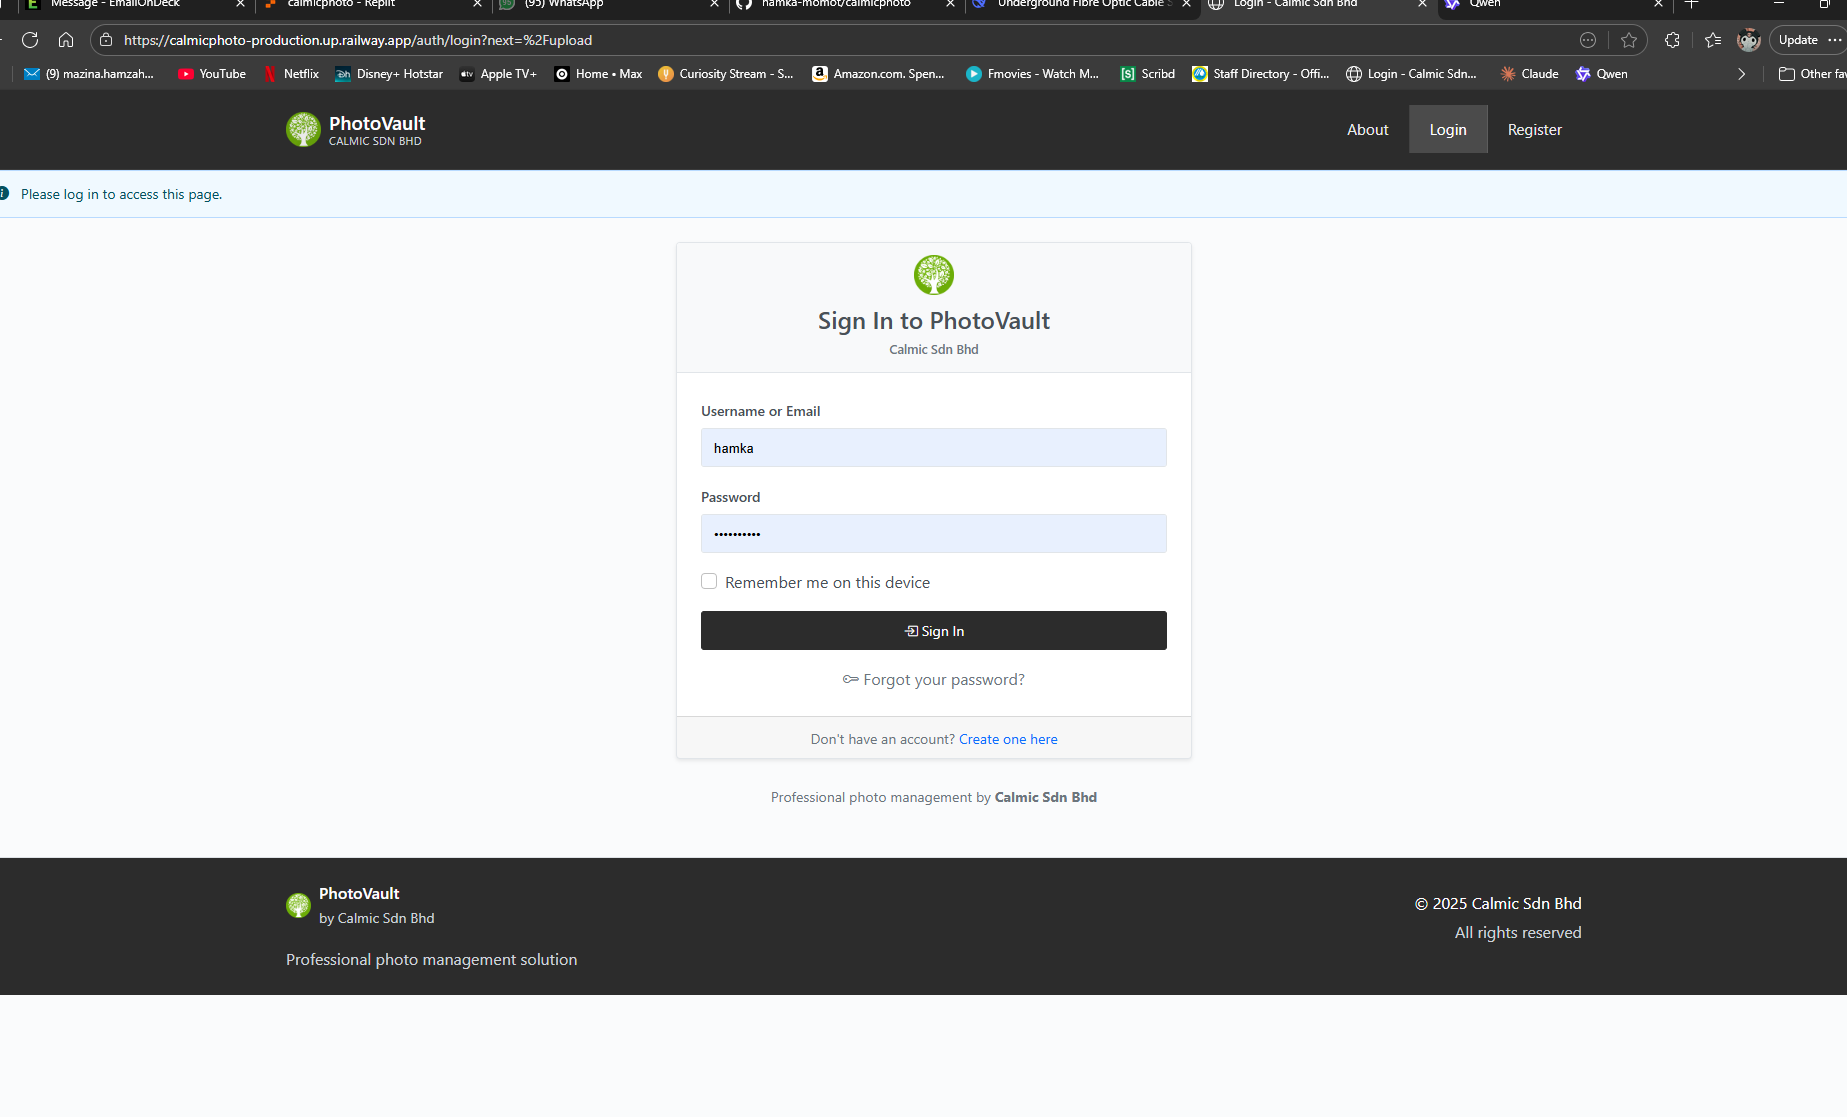 Message - EmailOnDeck
calmicphoto - Replit
(95) WhatsApp
hamka-momot/calmicphoto
Underground Fibre Optic Cable S
Login - Calmic Sdn Bhd
Qwen
https://calmicphoto-production.up.railway.app/auth/login?next=%2Fupload
Update
(9) mazina.hamzah...
YouTube
Netflix
Disney+ Hotstar
Apple TV+
Home • Max
Curiosity Stream - S...
Amazon.com. Spen...
Fmovies - Watch M...
Scribd
Staff Directory - Offi...
Login - Calmic Sdn...
Claude
Qwen
Other fav
PhotoVault
CALMIC SDN BHD
About
Login
Register
Please log in to access this page.
Sign In to PhotoVault
Calmic Sdn Bhd
Username or Email
hamka
Password
••••••••••
Remember me on this device
Sign In
Forgot your password?
Don't have an account? Create one here
Professional photo management by Calmic Sdn Bhd
PhotoVault
by Calmic Sdn Bhd
Professional photo management solution
© 2025 Calmic Sdn Bhd
All rights reserved